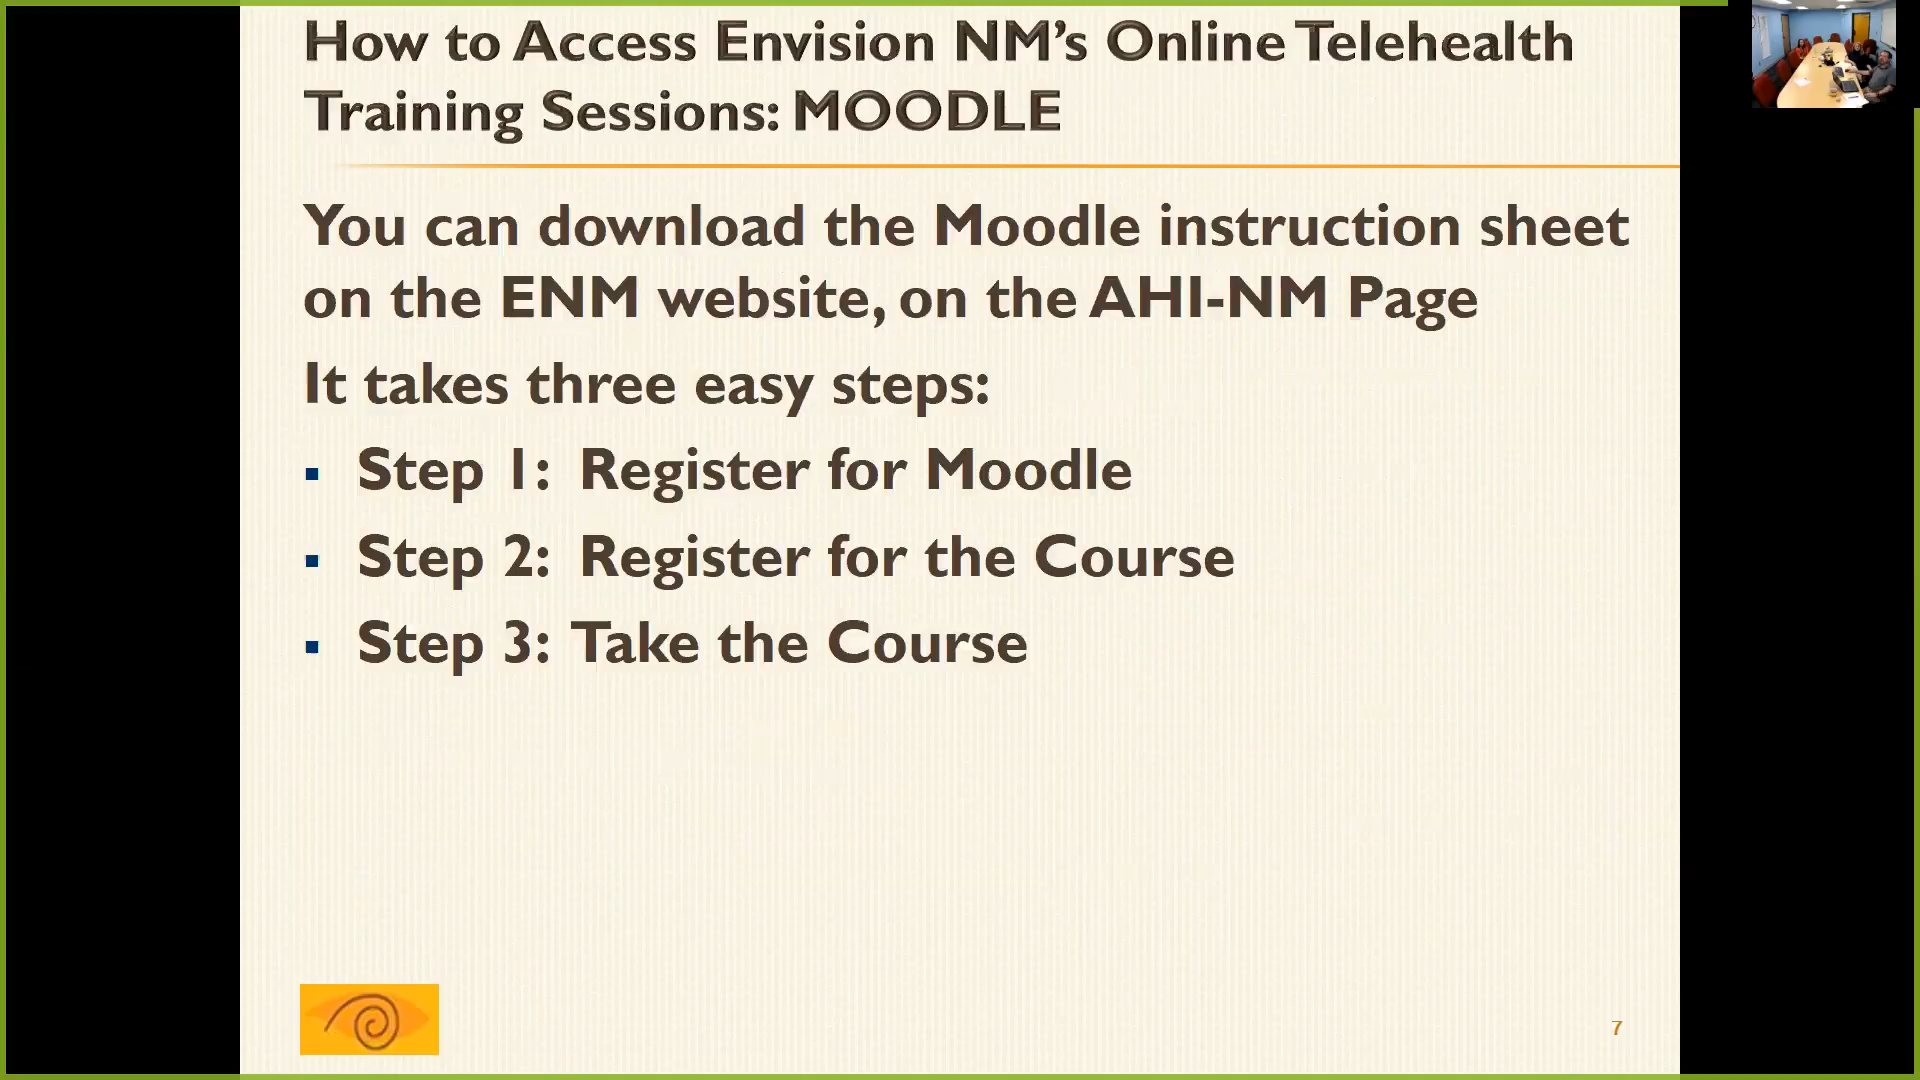 How to Access Envision NM’s Online Telehealth
Training Sessions: MOODLE
You can download the Moodle instruction sheet
on the ENM website, on the AHI-NM Page
It takes three easy steps:
▪ Step 1: Register for Moodle
▪ Step 2: Register for the Course
▪ Step 3: Take the Course
7